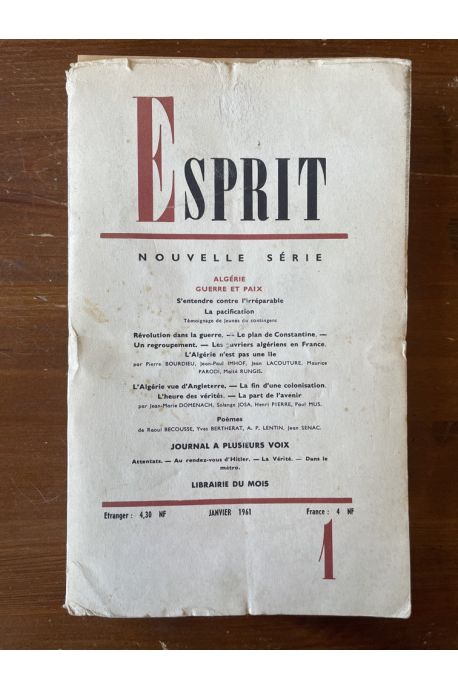 ESPRIT
NOUVELLE SÉRIE
ALGÉRIE
GUERRE ET PAIX
S'entendre contre l'irréparable
La pacification
Témoignage de jeunes du contingent
Révolution dans la guerre. — Le plan de Constantine. —
Un regroupement. — Les ouvriers algériens en France.
L'Algérie n'est pas une île
par Pierre BOURDIEU, Jean-Paul IMHOF, Jean LACOUTURE, Maurice
PARODI, Maïté RUNGIS.
L'Algérie vue d'Angleterre. — La fin d'une colonisation.
L'heure des vérités. — La part de l'avenir
par Jean-Marie DOMENACH, Solange JOSA, Henri PIERRE, Paul MUS.
Poèmes
de Raoul BECOUSSE, Yves BERTHERAT, A. P. LENTIN, Jean SENAC.
JOURNAL A PLUSIEURS VOIX
Attentats. — Au rendez-vous d'Hitler. — La Vérité. — Dans le
métro.
LIBRAIRIE DU MOIS
Etranger : 4,30 NF JANVIER 1961 France : 4 NF
1